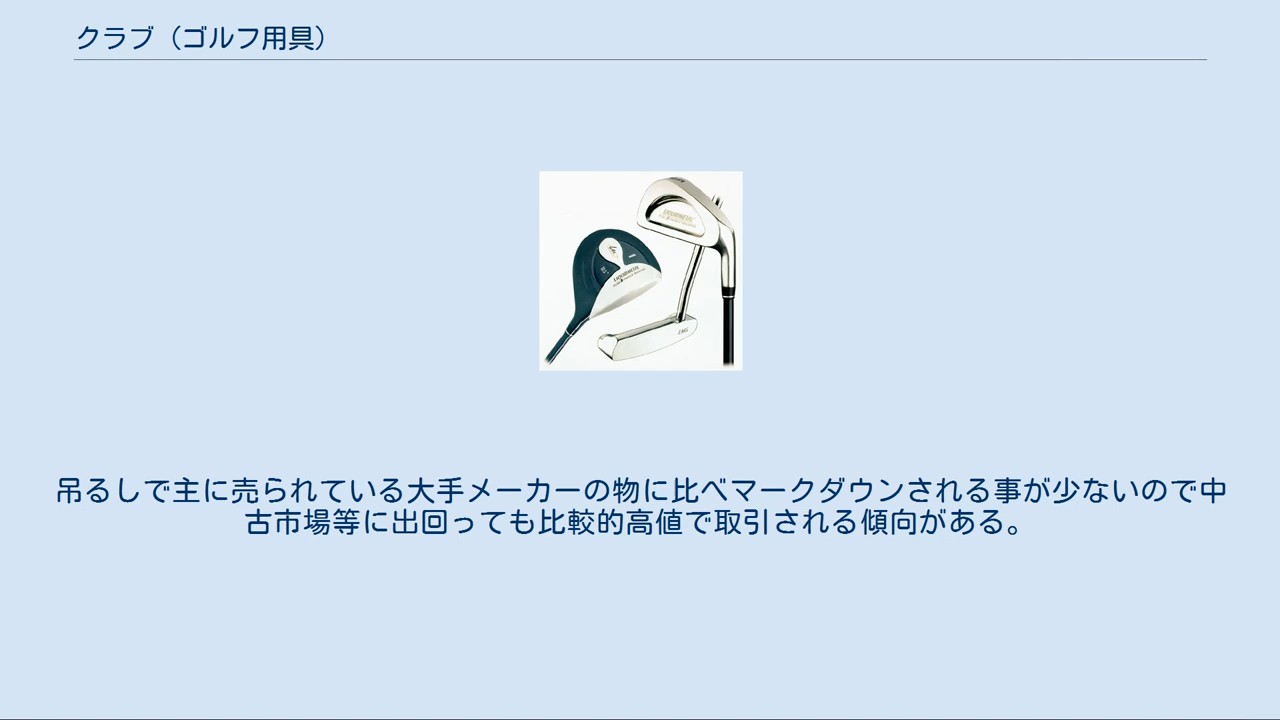 クラブ（ゴルフ用具）
吊るしで主に売られている大手メーカーの物に比べマークダウンされる事が少ないので中
古市場等に出回っても比較的高値で取引される傾向がある。